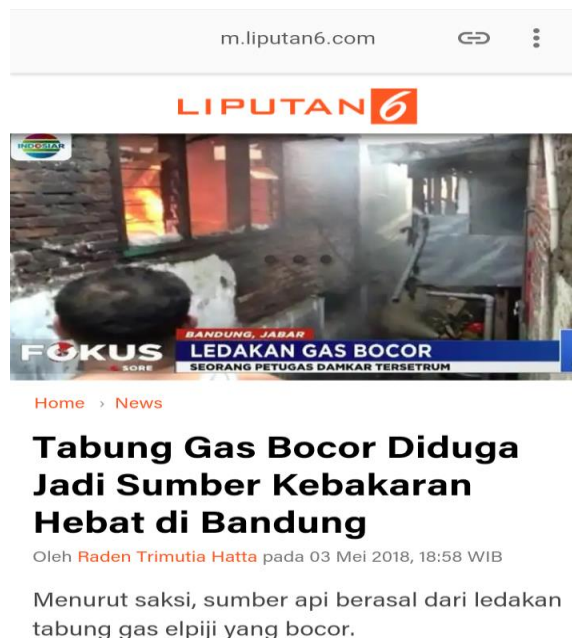 m.liputan6.com
LIPUTAN6
INDOSIAR
BANDUNG, JABAR
FOKUS
SORE
LEDAKAN GAS BOCOR
SEORANG PETUGAS DAMKAR TERSETRUM
Home › News
Tabung Gas Bocor Diduga
Jadi Sumber Kebakaran
Hebat di Bandung
Oleh Raden Trimutia Hatta pada 03 Mei 2018, 18:58 WIB
Menurut saksi, sumber api berasal dari ledakan
tabung gas elpiji yang bocor.